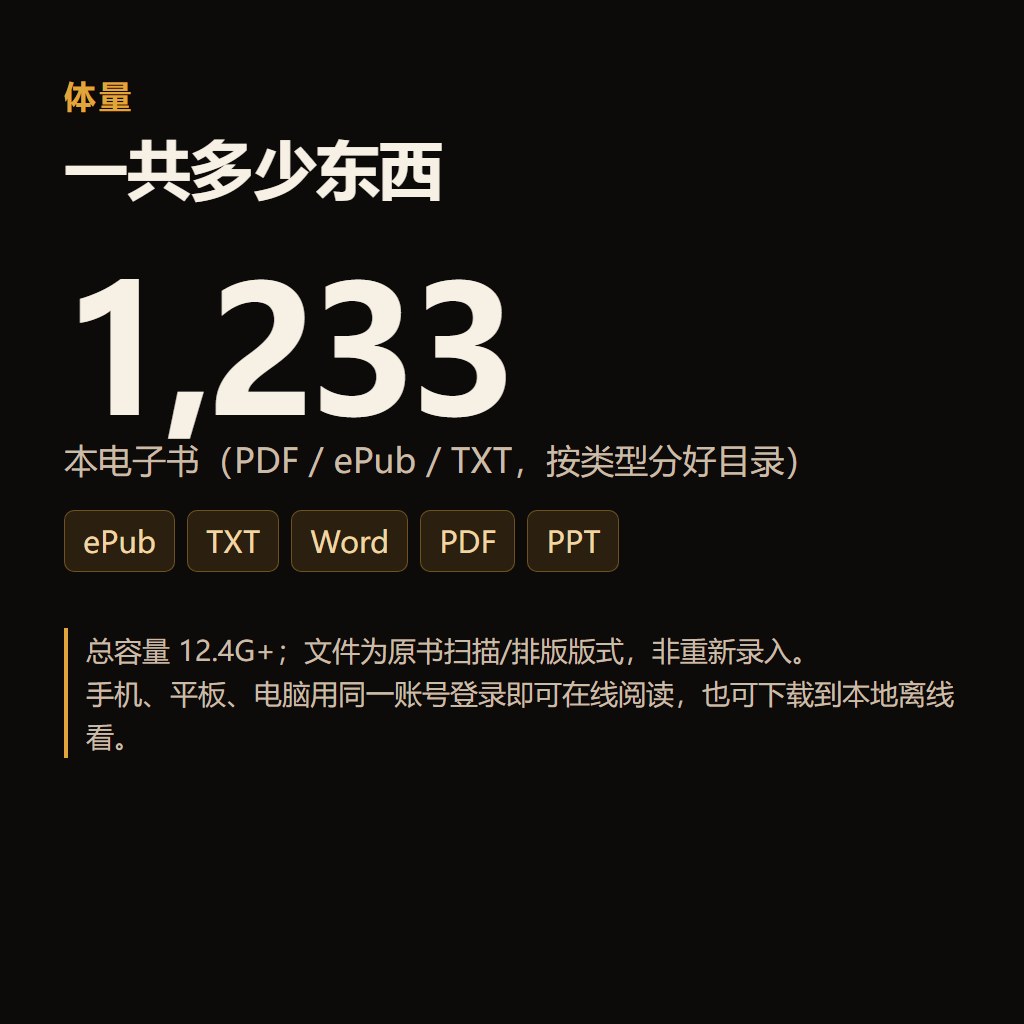 体量
一共多少东西
1,233
本电子书（PDF / ePub / TXT，按类型分好目录）
ePub TXT Word PDF PPT
总容量 12.4G+；文件为原书扫描/排版版式，非重新录入。
手机、平板、电脑用同一账号登录即可在线阅读，也可下载到本地离线
看。